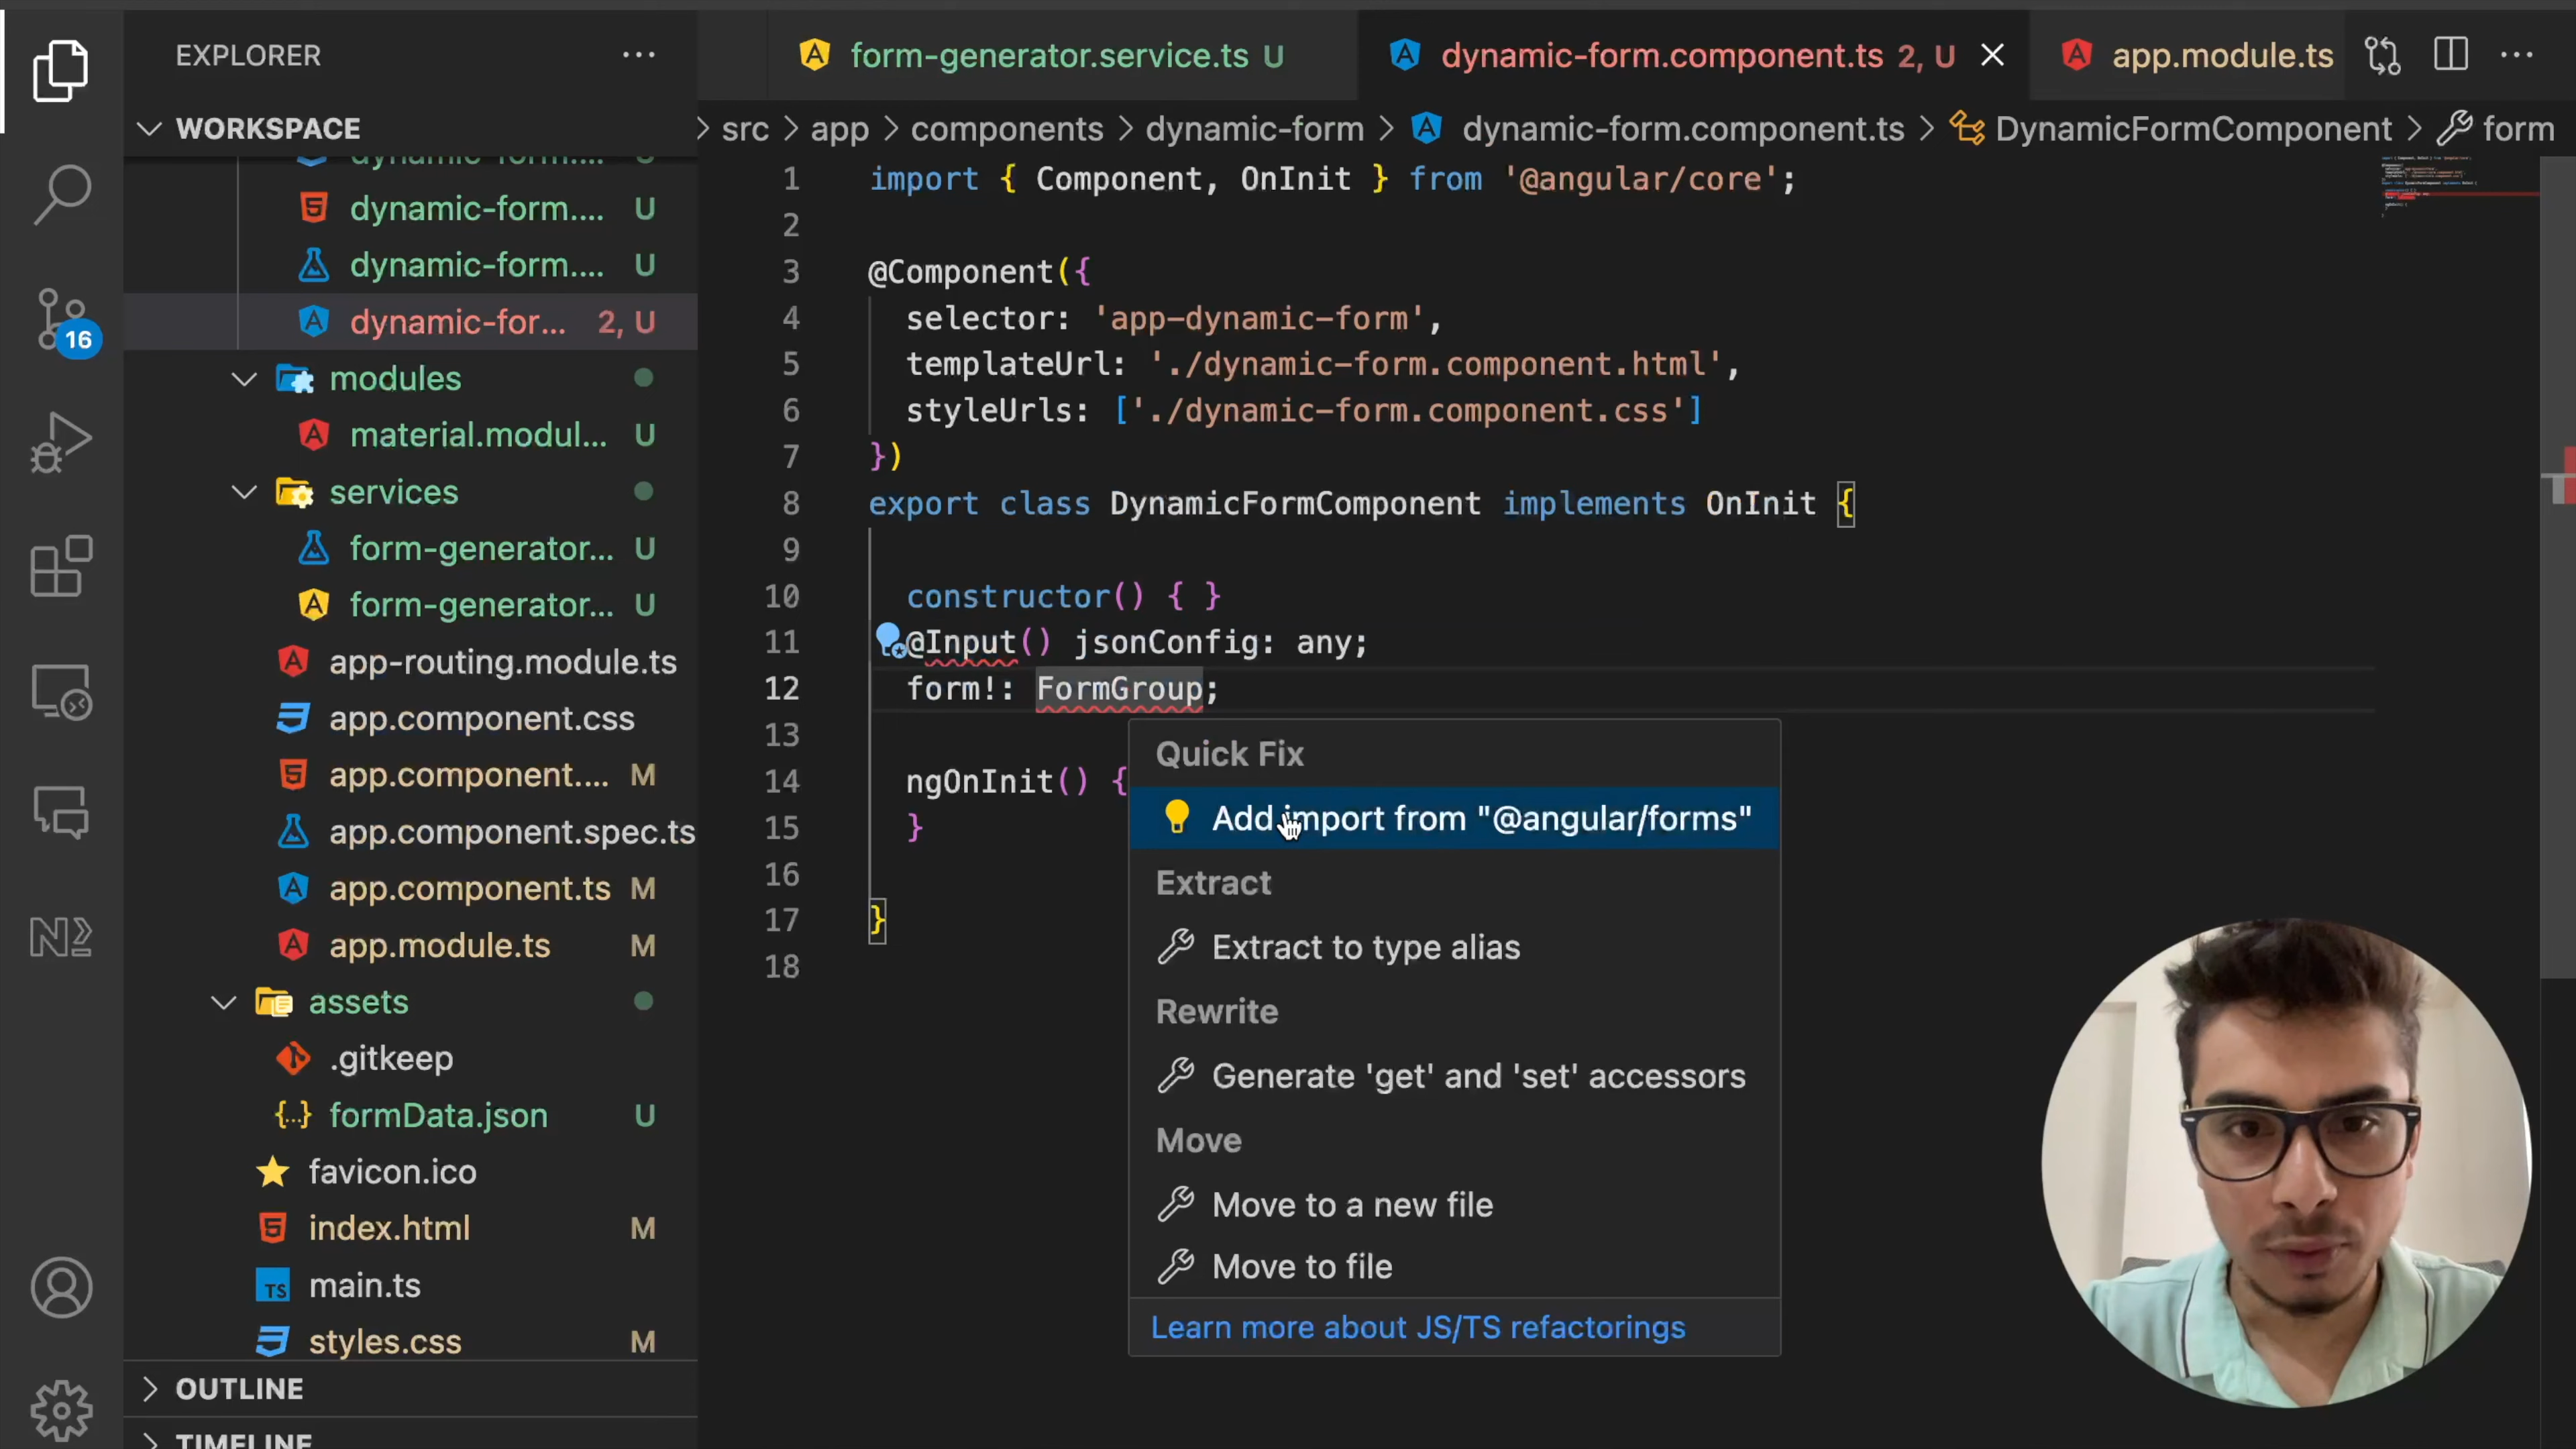 EXPLORER
WORKSPACE
dynamic-form.... U
dynamic-form.... U
dynamic-form.... U
dynamic-for... 2, U
modules
material.modul... U
services
form-generator... U
form-generator... U
app-routing.module.ts
app.component.css
app.component.... M
app.component.spec.ts
app.component.ts M
app.module.ts M
assets
.gitkeep
{..} formData.json U
favicon.ico
index.html M
TS main.ts
styles.css M
OUTLINE
TIMELINE
16
form-generator.service.ts U
dynamic-form.component.ts 2, U
app.module.ts
src > app > components > dynamic-form > dynamic-form.component.ts > DynamicFormComponent > form
1 import { Component, OnInit } from '@angular/core';
2
3 @Component({
4 selector: 'app-dynamic-form',
5 templateUrl: './dynamic-form.component.html',
6 styleUrls: ['./dynamic-form.component.css']
7 })
8 export class DynamicFormComponent implements OnInit {
9
10 constructor() { }
11 @Input() jsonConfig: any;
12 form!: FormGroup;
13
14 ngOnInit() {
15 }
16
17 }
18
Quick Fix
Add import from "@angular/forms"
Extract
Extract to type alias
Rewrite
Generate 'get' and 'set' accessors
Move
Move to a new file
Move to file
Learn more about JS/TS refactorings